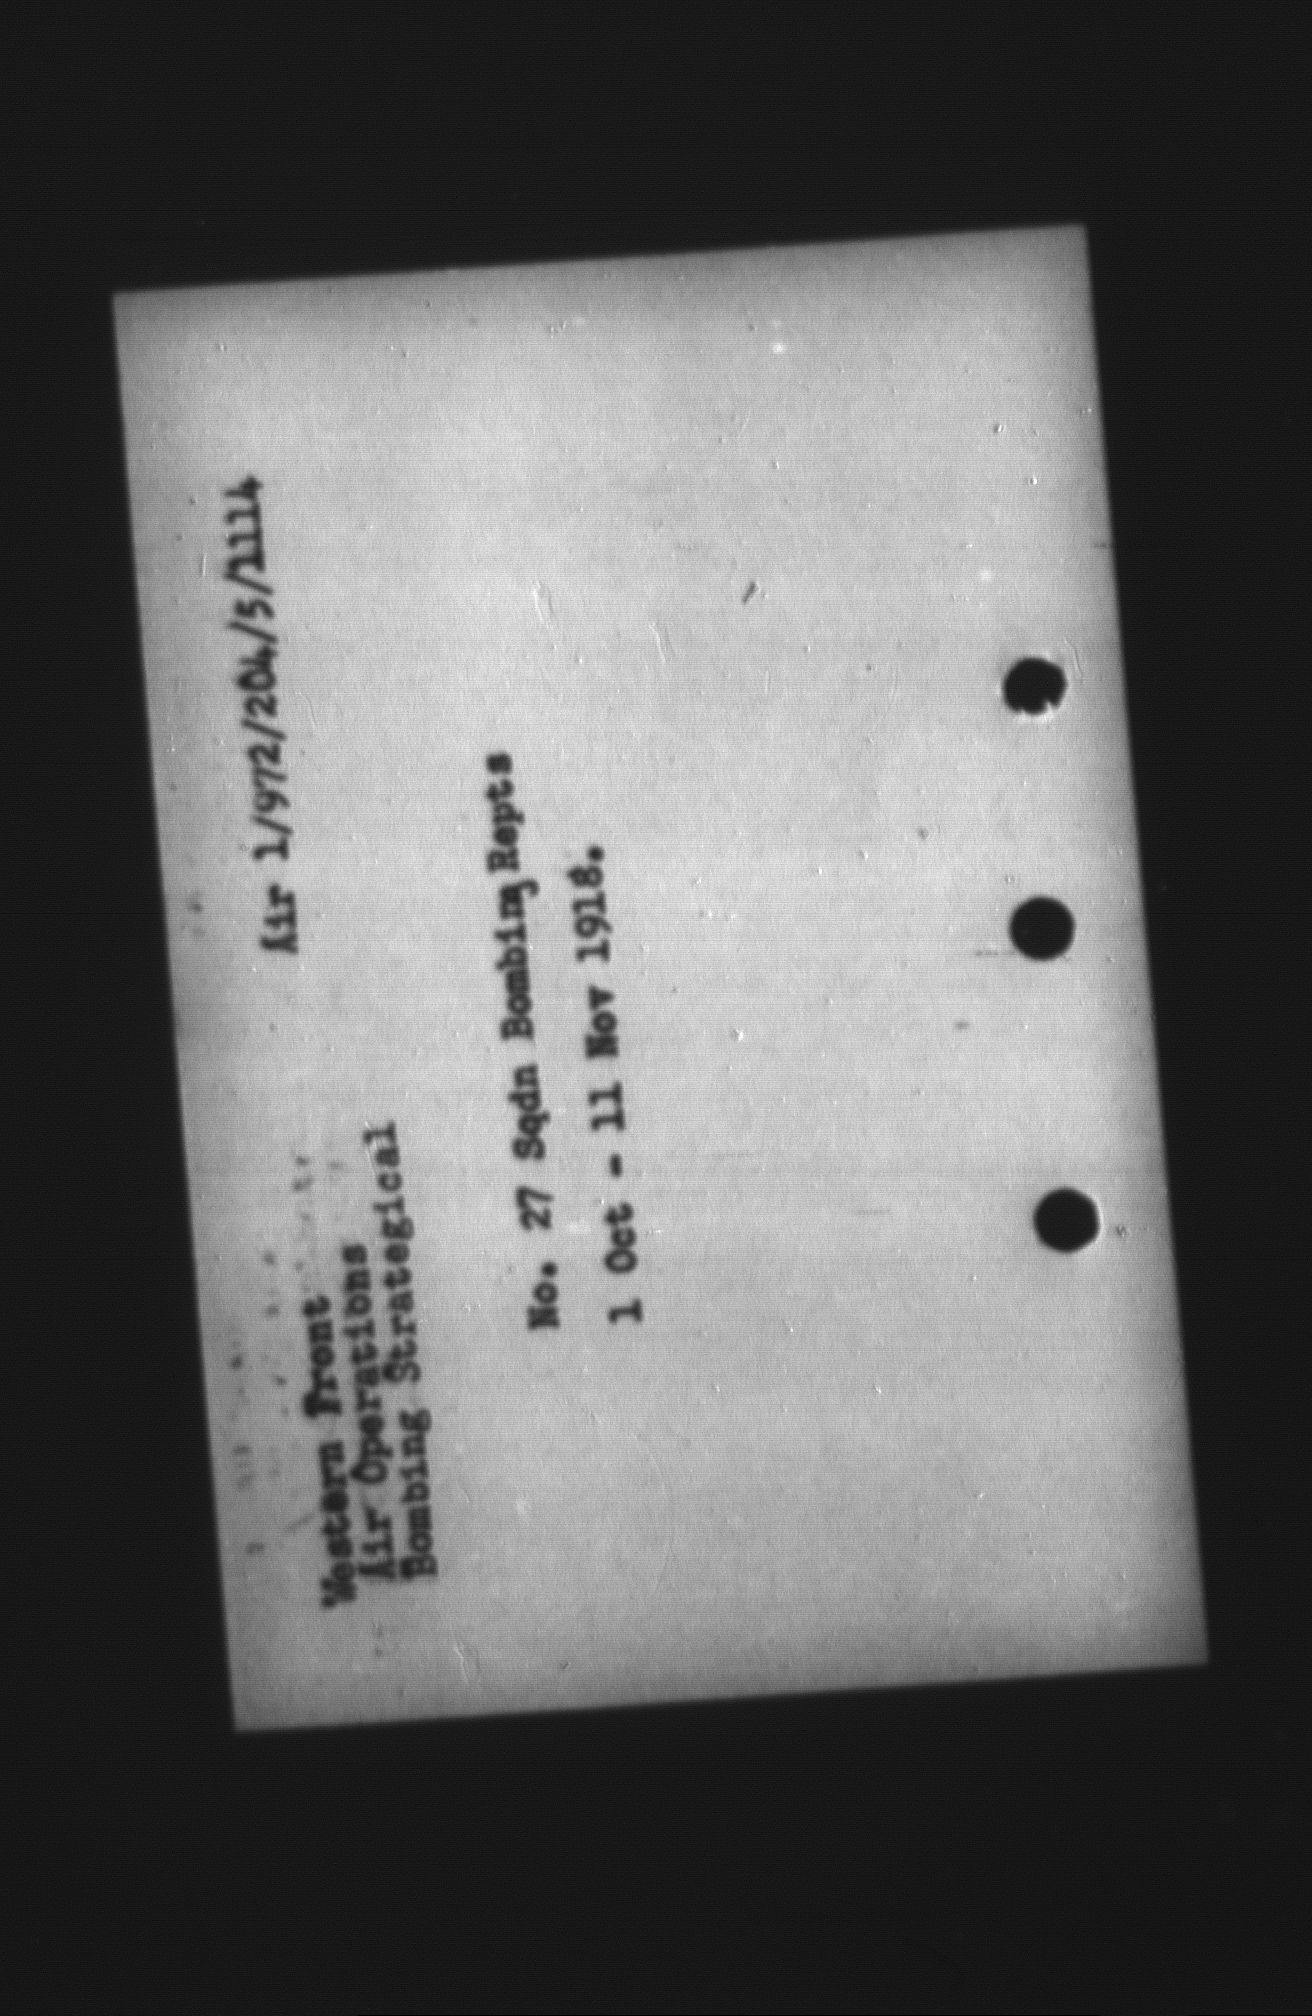 Air 1/972/204/5/1114
Western Front
Air Operations
Bombing Strategical
No. 27 Sqdn Bombing Repts
1 Oct - 11 Nov 1918.